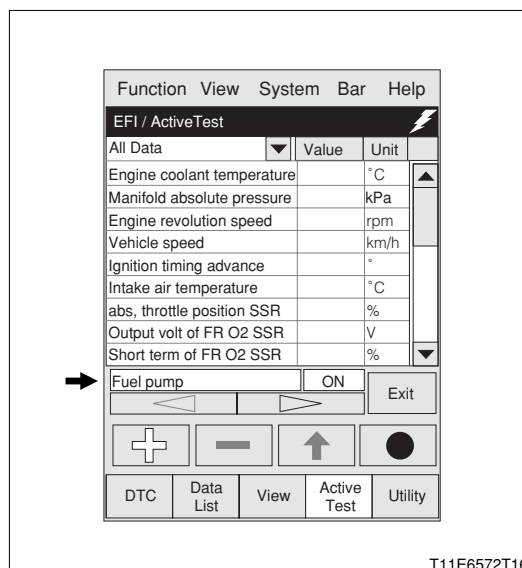 Function View System Bar Help
EFI / ActiveTest
All Data Value Unit
Engine coolant temperature °C
Manifold absolute pressure kPa
Engine revolution speed rpm
Vehicle speed km/h
Ignition timing advance °
Intake air temperature °C
abs, throttle position SSR %
Output volt of FR O2 SSR V
Short term of FR O2 SSR %
Fuel pump ON
Exit
DTC Data List View Active Test Utility
T11E6572T16